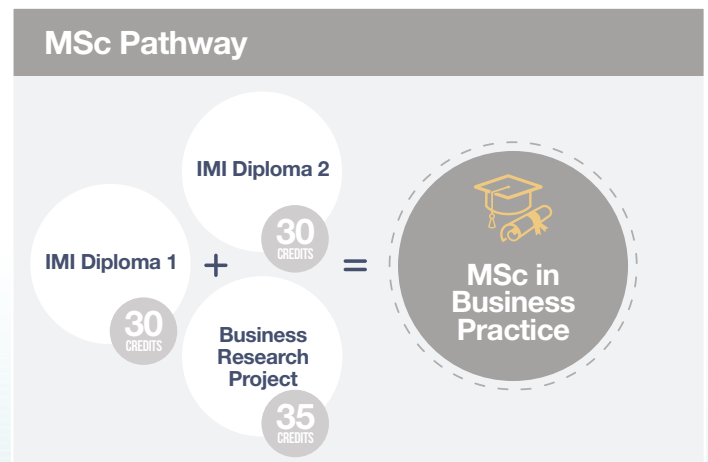 MSc Pathway
IMI Diploma 1
30
CREDITS
+
IMI Diploma 2
30
CREDITS
Business
Research
Project
35
CREDITS
=
MSc in
Business
Practice